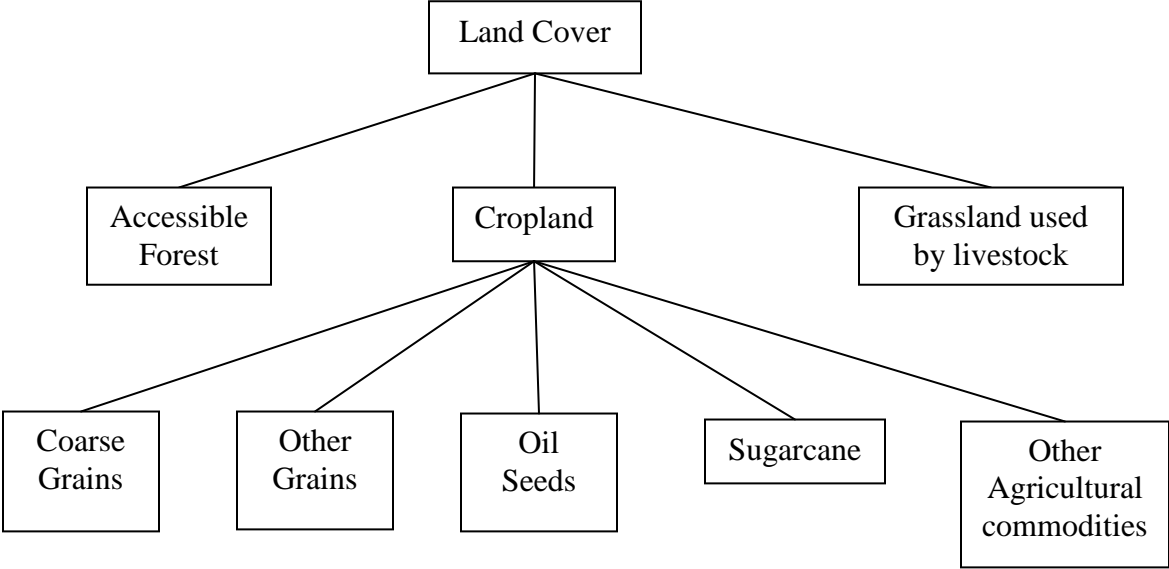 Land Cover
Accessible
Forest
Cropland
Grassland used
by livestock
Coarse
Grains
Other
Grains
Oil
Seeds
Sugarcane
Other
Agricultural
commodities